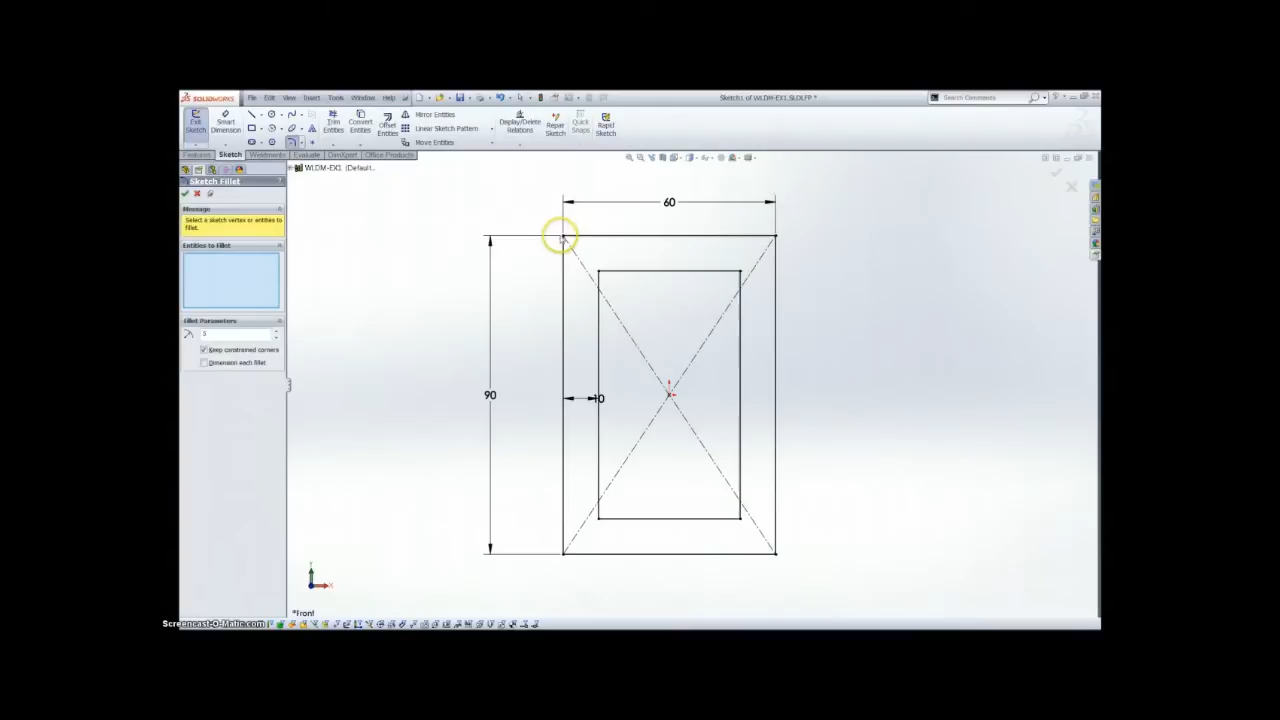 SOLIDWORKS File Edit View Insert Tools Window Help Sketch1 of WLDM-EX1.SLDLFP * Search Commands
Exit Sketch
Smart Dimension
Trim Entities
Convert Entities
Offset Entities
Mirror Entities
Linear Sketch Pattern
Move Entities
Display/Delete Relations
Repair Sketch
Quick Snaps
Rapid Sketch
Features Sketch Weldments Evaluate DimXpert Office Products
WLDM-EX1 (Default...
Sketch Fillet
Message
Select a sketch vertex or entities to
fillet.
Entities to Fillet
Fillet Parameters
5
Keep constrained corners
Dimension each fillet
60
90
10
Y
X
*Front
Screencast-O-Matic.com